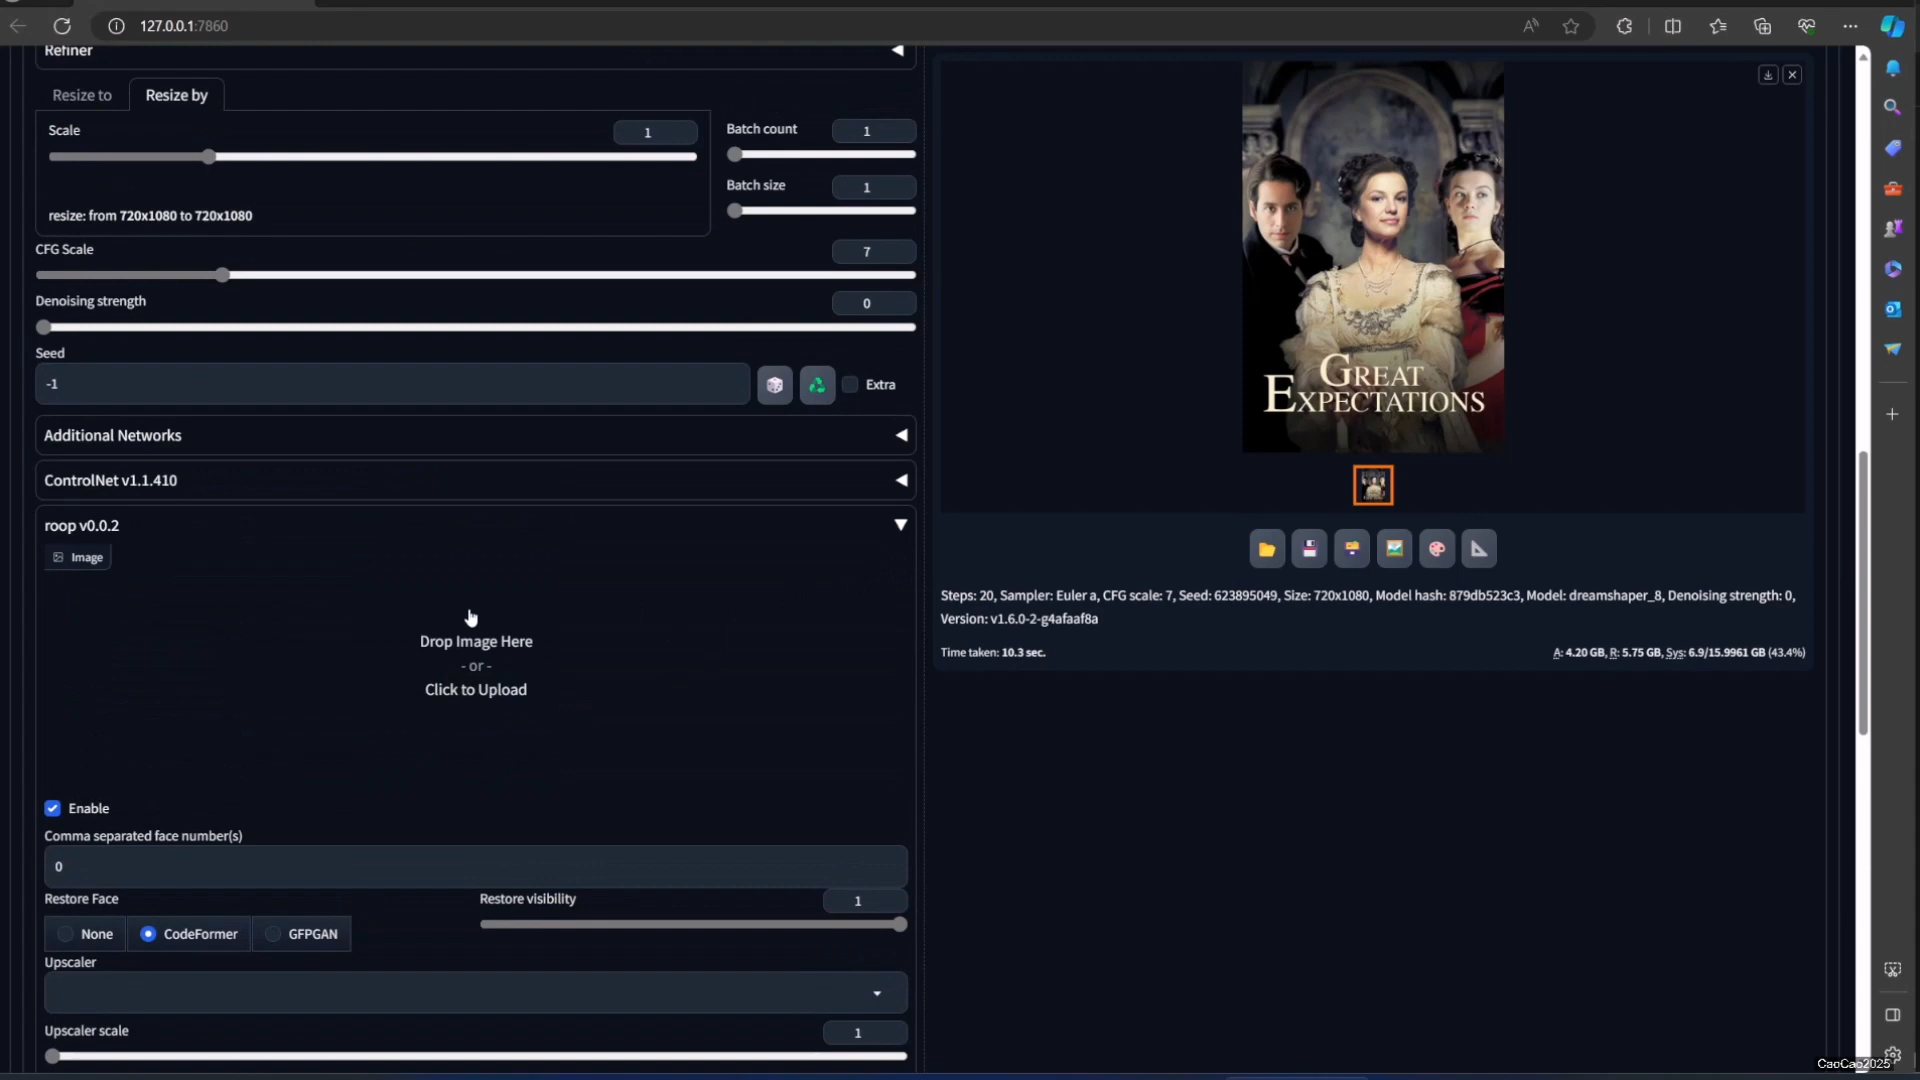 127.0.0.1:7860
Refiner
Resize to
Resize by
Scale
1
resize: from 720x1080 to 720x1080
Batch count
1
Batch size
1
CFG Scale
7
Denoising strength
0
Seed
-1
Extra
Additional Networks
ControlNet v1.1.410
roop v0.0.2
Image
Drop Image Here
- or -
Click to Upload
Enable
Comma separated face number(s)
0
Restore Face
None
CodeFormer
GFPGAN
Restore visibility
1
Upscaler
Upscaler scale
1
GREAT
EXPECTATIONS
Steps: 20, Sampler: Euler a, CFG scale: 7, Seed: 623895049, Size: 720x1080, Model hash: 879db523c3, Model: dreamshaper_8, Denoising strength: 0,
Version: v1.6.0-2-g4afaaf8a
Time taken: 10.3 sec.
A: 4.20 GB, R: 5.75 GB, Sys: 6.9/15.9961 GB (43.4%)
CaoCao2025